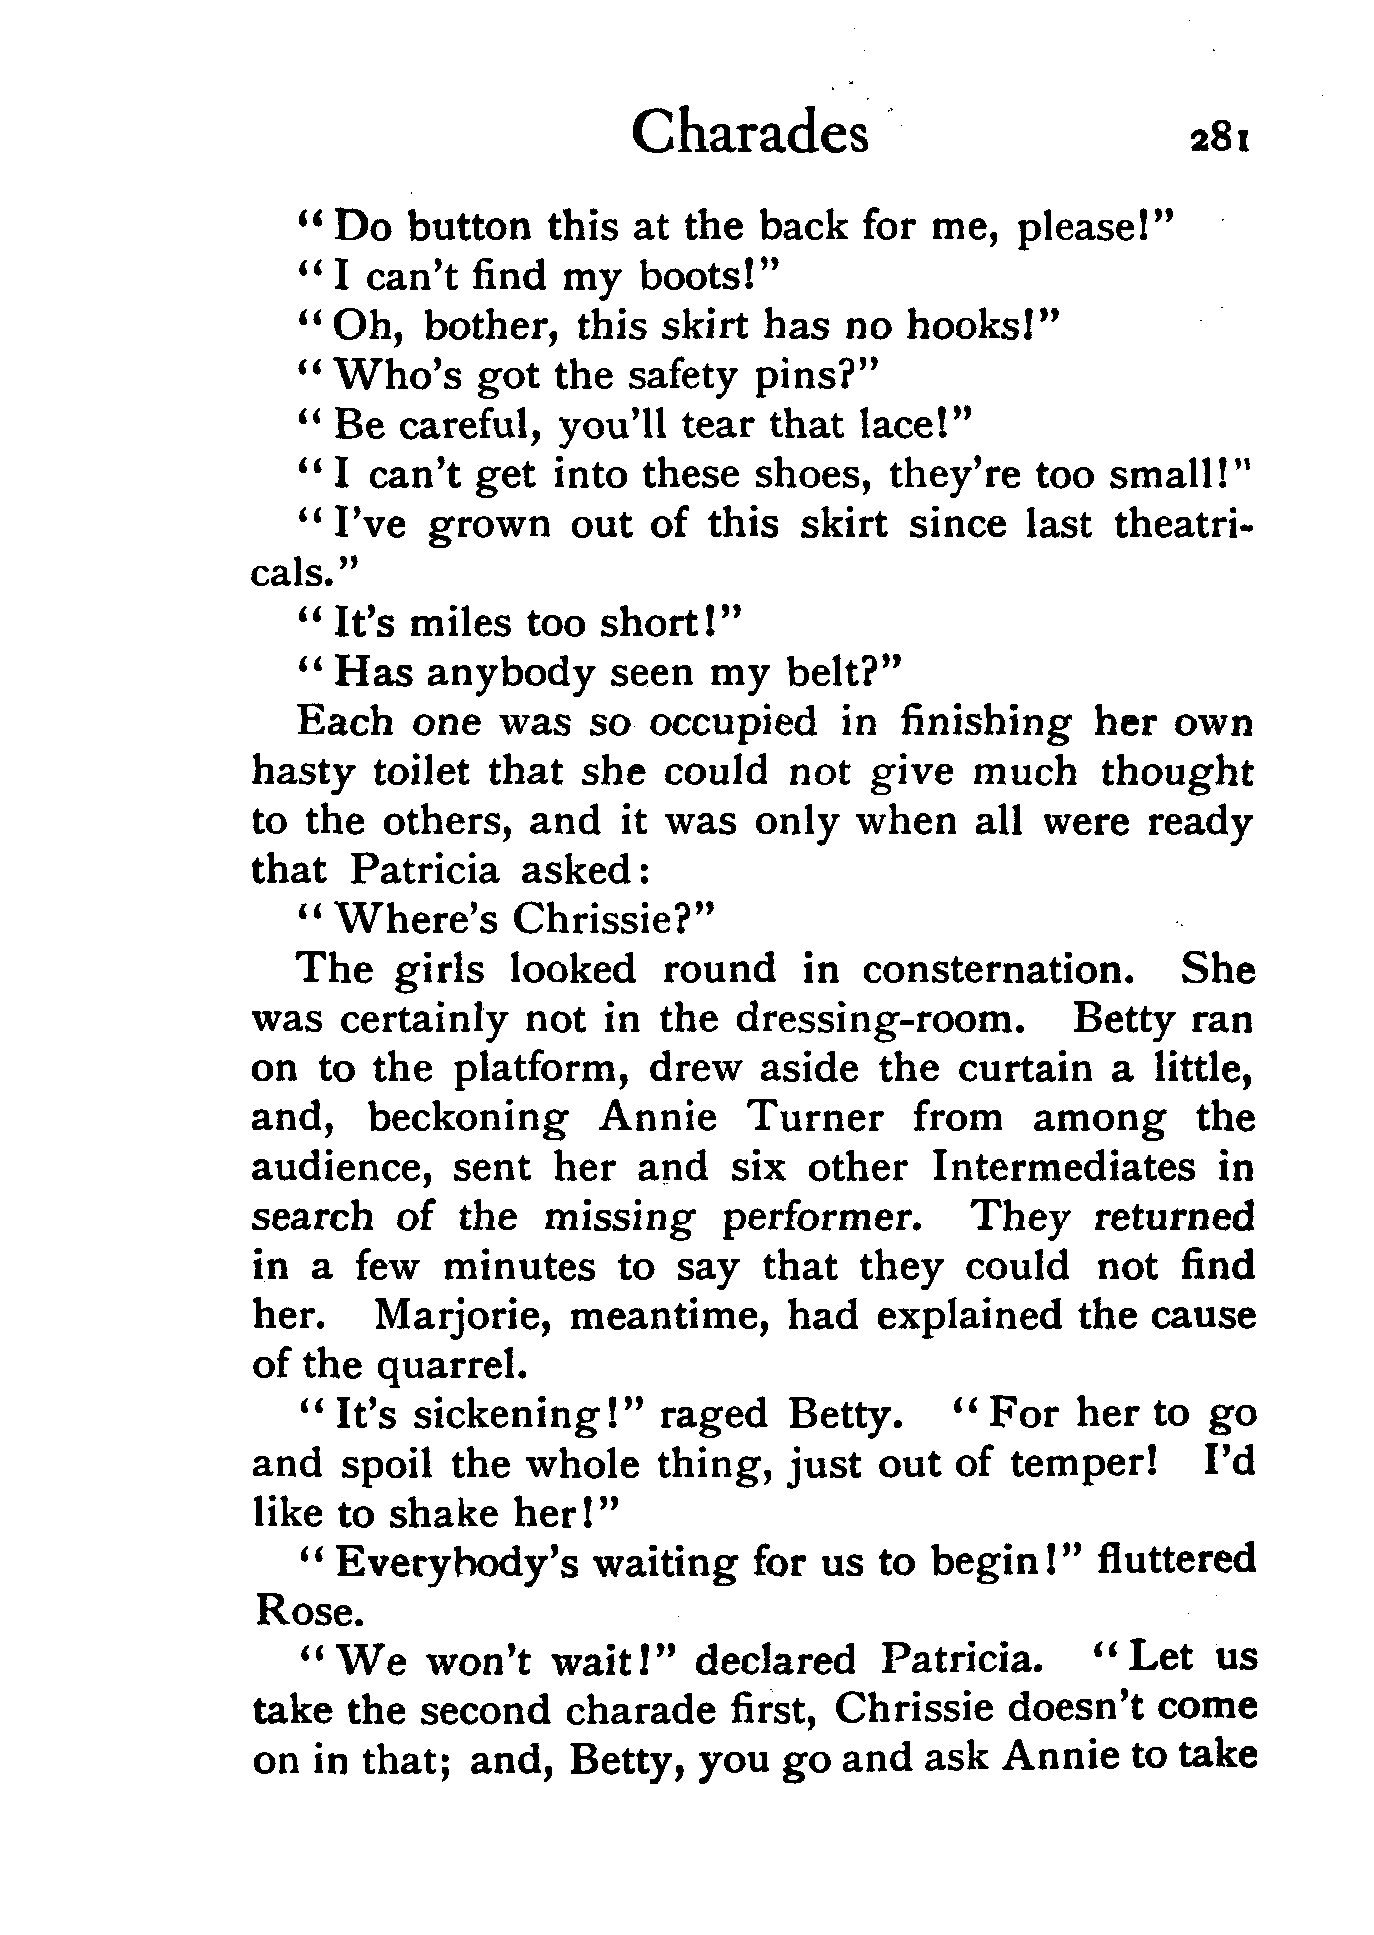 Charades 281
“Do button this at the back for me, please!”
“I can't find my boots!”
“Oh, bother, this skirt has no hooks!”
“Who's got the safety pins?”
“Be careful, you'll tear that lace!”
“I can't get into these shoes, they're too small!”
“I've grown out of this skirt since last theatri-
cals.”
“It's miles too short!”
“Has anybody seen my belt?”
Each one was so occupied in finishing her own
hasty toilet that she could not give much thought
to the others, and it was only when all were ready
that Patricia asked:
“Where's Chrissie?”
The girls looked round in consternation. She
was certainly not in the dressing-room. Betty ran
on to the platform, drew aside the curtain a little,
and, beckoning Annie Turner from among the
audience, sent her and six other Intermediates in
search of the missing performer. They returned
in a few minutes to say that they could not find
her. Marjorie, meantime, had explained the cause
of the quarrel.
“It's sickening!” raged Betty. “For her to go
and spoil the whole thing, just out of temper! I'd
like to shake her!”
“Everybody's waiting for us to begin!” fluttered
Rose.
“We won't wait!” declared Patricia. “Let us
take the second charade first, Chrissie doesn't come
on in that; and, Betty, you go and ask Annie to take